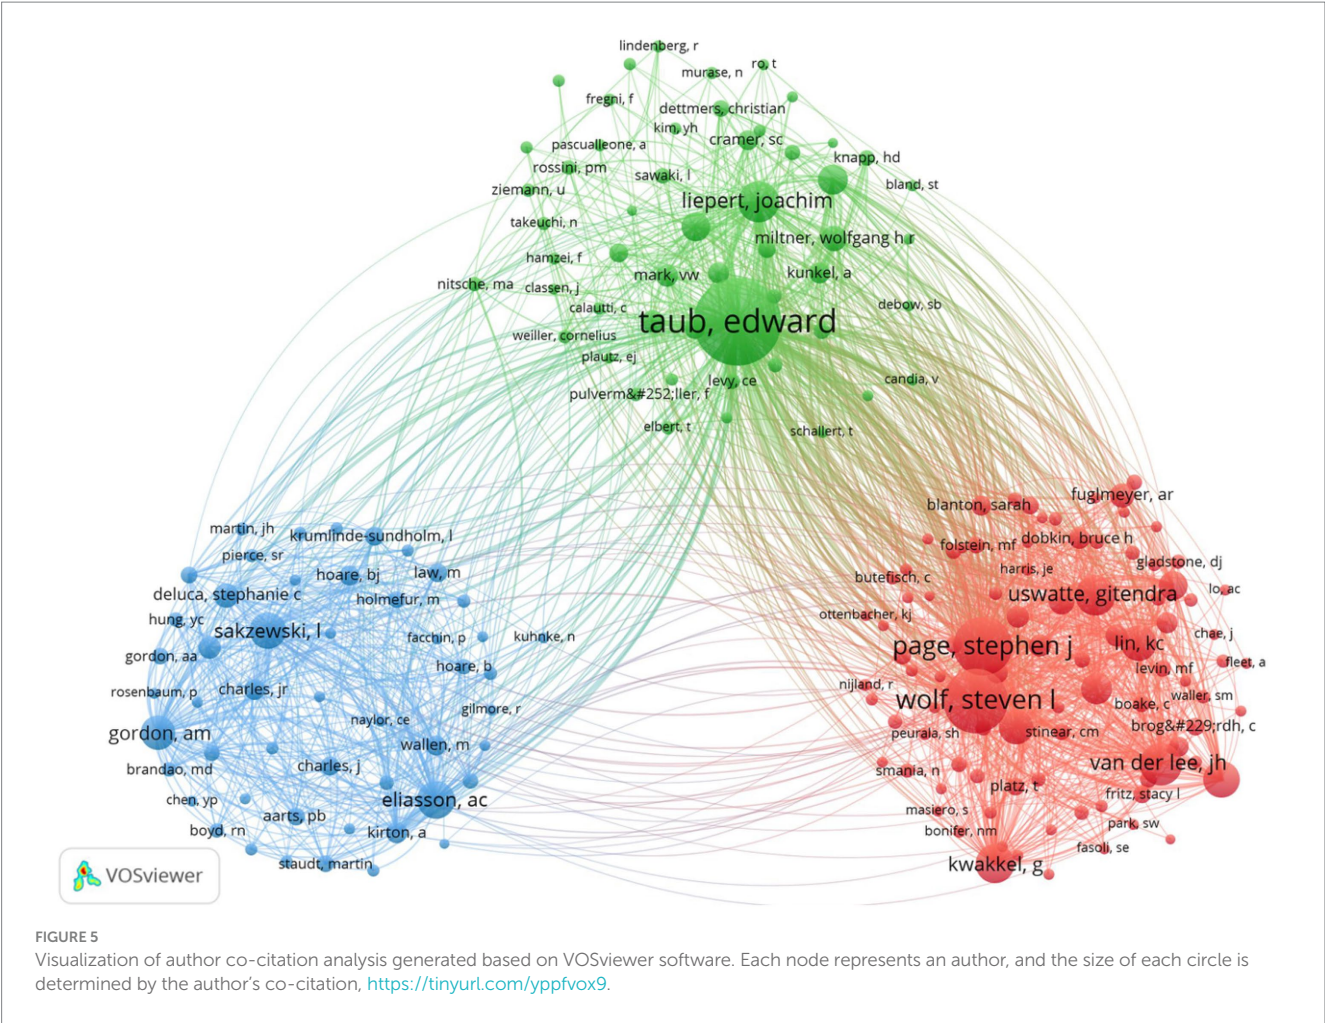 lindenberg, r
ro, t
murase, n
fregni, f
dettmers, christian
kim, yh
cramer, sc
pascualleone, a
knapp, hd
rossini, pm
sawaki, l
bland, st
ziemann, u
liepert, joachim
takeuchi, n
miltner, wolfgang h r
hamzei, f
mark, vw
kunkel, a
nitsche, ma
classen, j
calautti, c
debow, sb
taub, edward
weiller, cornelius
plautz, ej
levy, ce
candia, v
pulverm&#252;ller, f
elbert, t
schallert, t
martin, jh
krumlinde-sundholm, l
pierce, sr
hoare, bj
law, m
deluca, stephanie c
holmefur, m
hung, yc
sakzewski, l
facchin, p
kuhnke, n
gordon, aa
hoare, b
rosenbaum, p
charles, jr
gilmore, r
naylor, ce
gordon, am
wallen, m
brandao, md
charles, j
chen, yp
eliasson, ac
aarts, pb
boyd, rn
kirton, a
staudt, martin
fuglmeyer, ar
blanton, sarah
dobkin, bruce h
folstein, mf
gladstone, dj
harris, je
butefisch, c
uswatte, gitendra
lo, ac
ottenbacher, kj
chae, j
page, stephen j
lin, kc
fleet, a
levin, mf
nijland, r
wolf, steven l
waller, sm
boake, c
brog&#229;rdh, c
peurala, sh
stinear, cm
van der lee, jh
smania, n
platz, t
fritz, stacy l
masiero, s
park, sw
bonifer, nm
fasoli, se
kwakkel, g
VOSviewer
FIGURE 5
Visualization of author co-citation analysis generated based on VOSviewer software. Each node represents an author, and the size of each circle is
determined by the author's co-citation, https://tinyurl.com/yppfvox9.